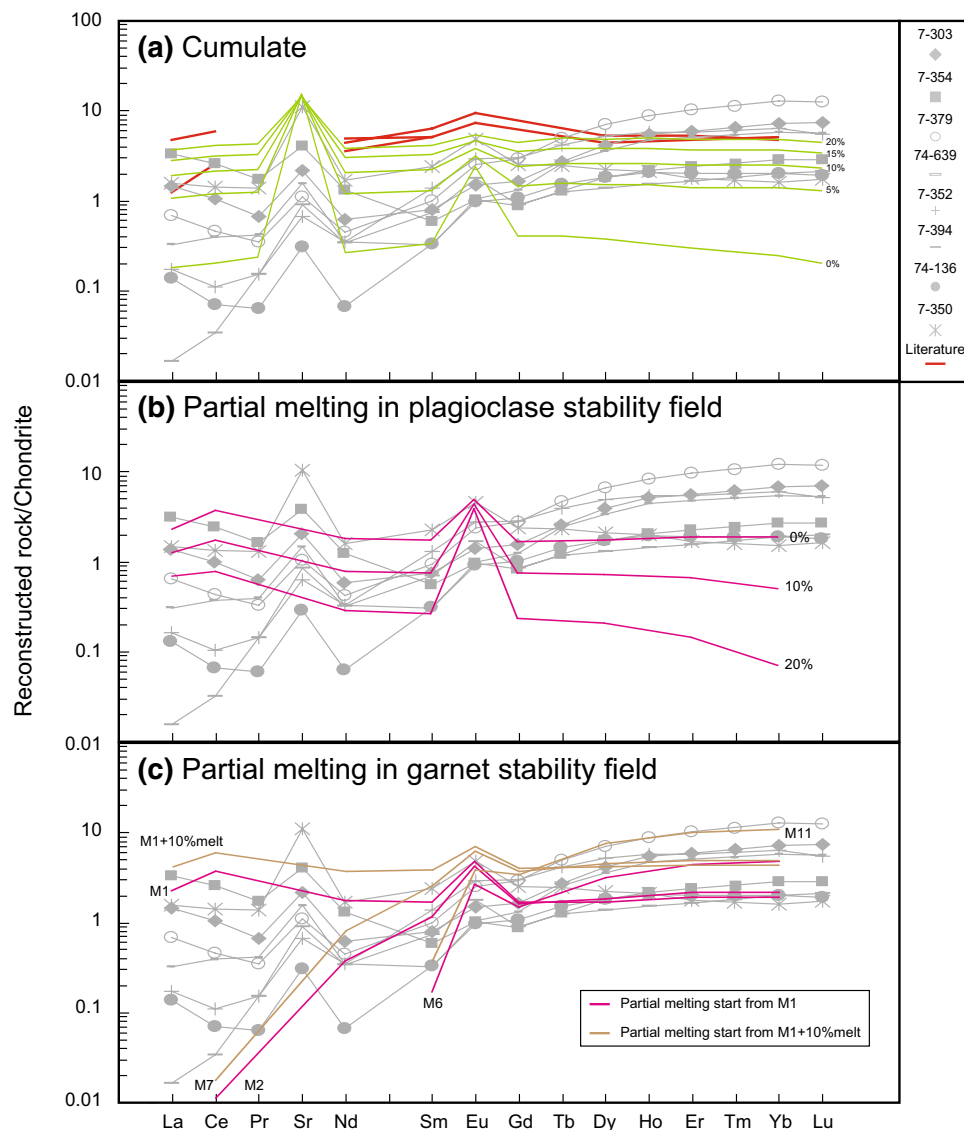 Reconstructed rock/Chondrite
100
10
1
0.1
0.01
(a) Cumulate
20%
15%
10%
5%
0%
7-303
7-354
7-379
74-639
7-352
7-394
74-136
7-350
Literature
10
1
0.1
0.01
(b) Partial melting in plagioclase stability field
0%
10%
20%
10
1
0.1
0.01
(c) Partial melting in garnet stability field
M1+10%melt
M11
M1
M6
M7
M2
Partial melting start from M1
Partial melting start from M1+10%melt
La Ce Pr Sr Nd Sm Eu Gd Tb Dy Ho Er Tm Yb Lu